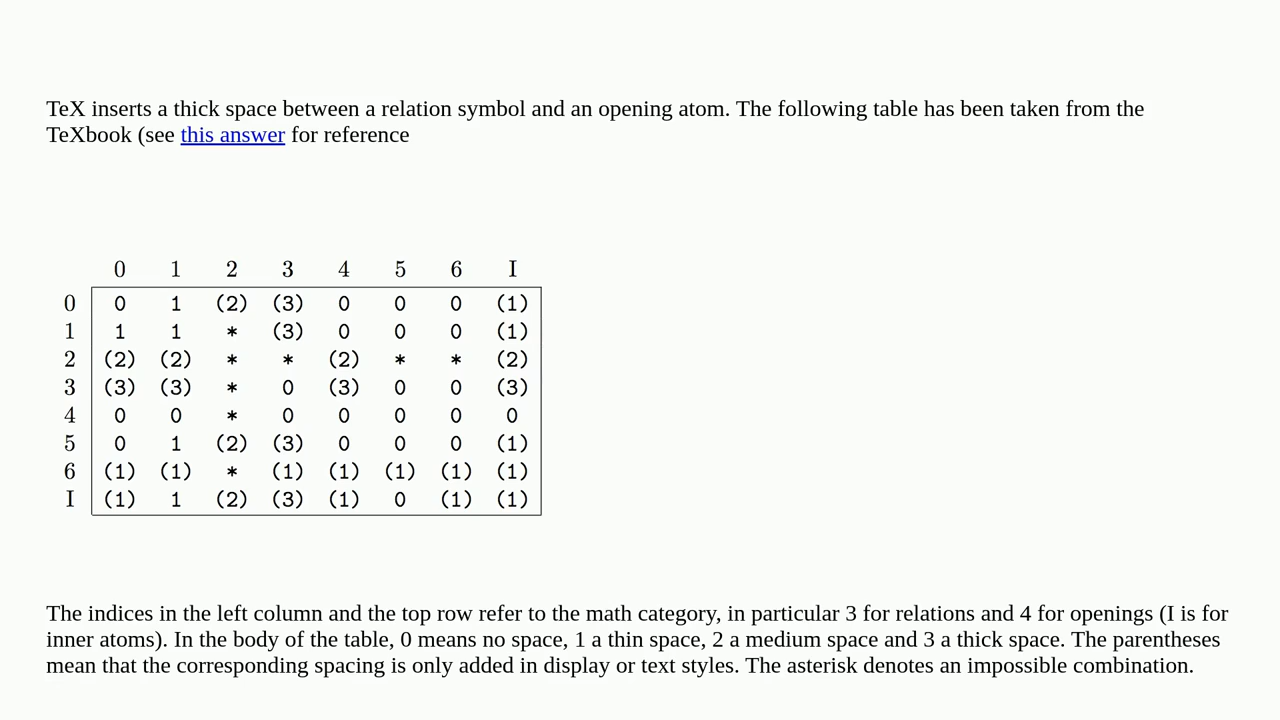 TeX inserts a thick space between a relation symbol and an opening atom. The following table has been taken from the
TeXbook (see this answer for reference
0 1 2 3 4 5 6 I
0 0 1 (2) (3) 0 0 0 (1)
1 1 1 * (3) 0 0 0 (1)
2 (2) (2) * * (2) * * (2)
3 (3) (3) * 0 (3) 0 0 (3)
4 0 0 * 0 0 0 0 0
5 0 1 (2) (3) 0 0 0 (1)
6 (1) (1) * (1) (1) (1) (1) (1)
I (1) 1 (2) (3) (1) 0 (1) (1)
The indices in the left column and the top row refer to the math category, in particular 3 for relations and 4 for openings (I is for
inner atoms). In the body of the table, 0 means no space, 1 a thin space, 2 a medium space and 3 a thick space. The parentheses
mean that the corresponding spacing is only added in display or text styles. The asterisk denotes an impossible combination.